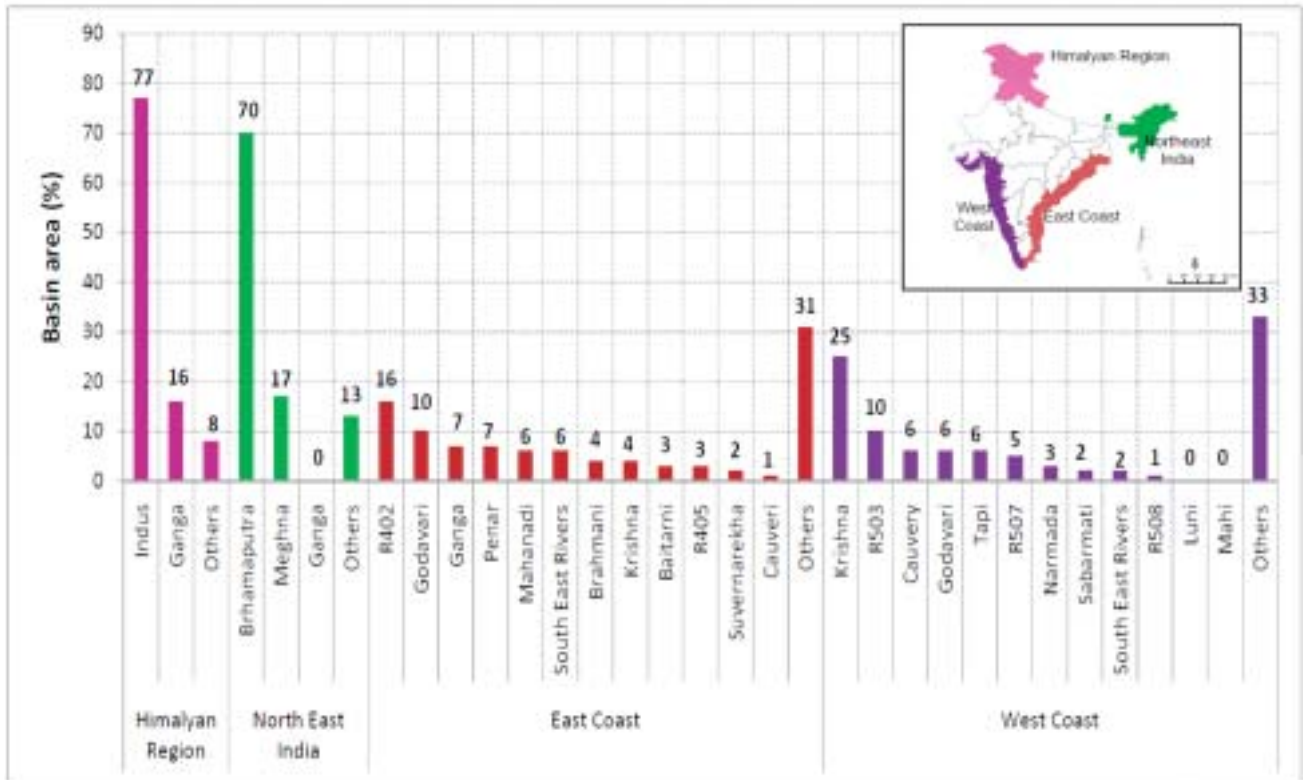 Basin area (%)
90
80
70
60
50
40
30
20
10
0
77
16
8
70
17
0
13
16
10
7
7
6
6
4
4
3
3
2
1
31
25
10
6
6
6
5
3
2
2
1
0
0
33
Himalyan Region
Northeast
India
West
Coast
East Coast
Indus
Ganga
Others
Brhamaputra
Meghna
Ganga
Others
R402
Godavari
Ganga
Penar
Mahanadi
South East Rivers
Brahmani
Krishna
Baitarni
R405
Suvernarekha
Cauveri
Others
Krishna
R503
Cauvery
Godavari
Tapi
R507
Narmada
Sabarmati
South East Rivers
R508
Luni
Mahi
Others
Himalyan
Region
North East
India
East Coast
West Coast